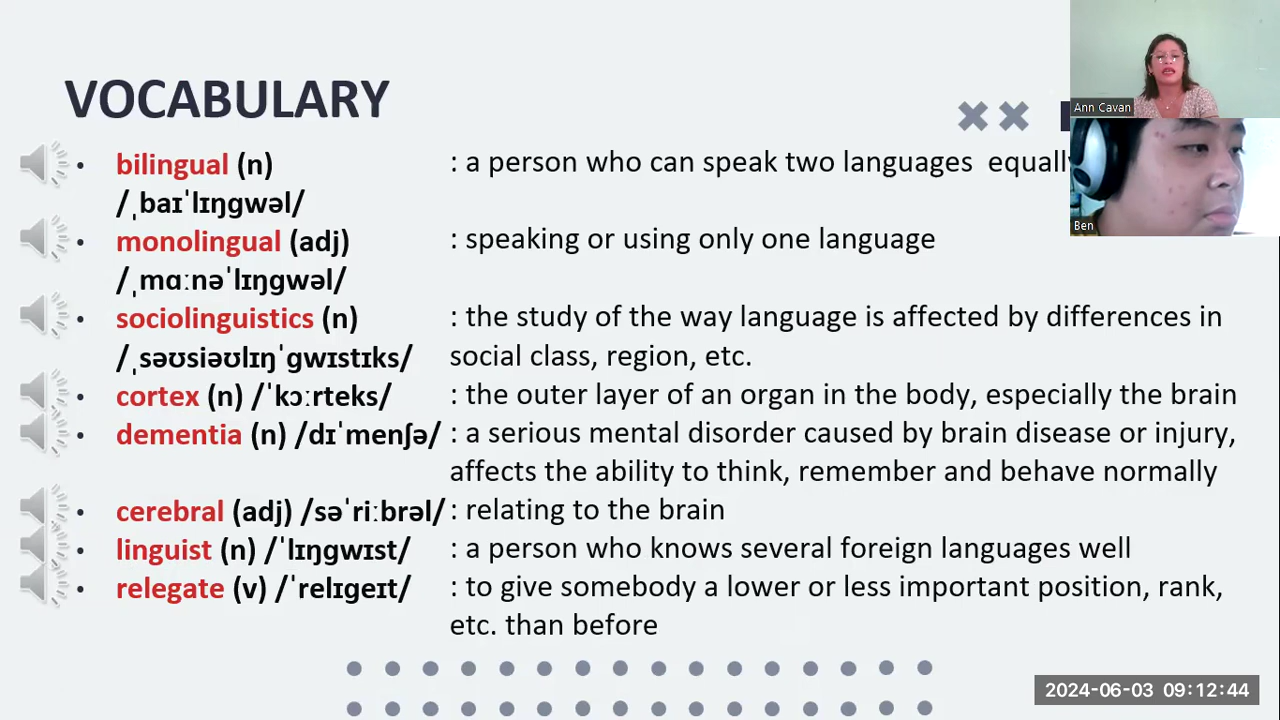 VOCABULARY
Ann Cavan
Ben
• bilingual (n) : a person who can speak two languages equally
/ˌbaɪˈlɪŋɡwəl/
• monolingual (adj) : speaking or using only one language
/ˌmɑːnəˈlɪŋɡwəl/
• sociolinguistics (n) : the study of the way language is affected by differences in
/ˌsəʊsiəʊlɪŋˈɡwɪstɪks/ social class, region, etc.
• cortex (n) /ˈkɔːrteks/ : the outer layer of an organ in the body, especially the brain
• dementia (n) /dɪˈmenʃə/ : a serious mental disorder caused by brain disease or injury,
affects the ability to think, remember and behave normally
• cerebral (adj) /səˈriːbrəl/ : relating to the brain
• linguist (n) /ˈlɪŋɡwɪst/ : a person who knows several foreign languages well
• relegate (v) /ˈrelɪɡeɪt/ : to give somebody a lower or less important position, rank,
etc. than before
2024-06-03 09:12:44